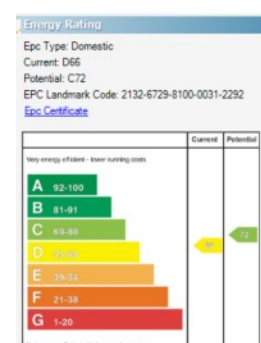 Energy Rating
Epc Type: Domestic
Current: D66
Potential: C72
EPC Landmark Code: 2132-6729-8100-0031-2292
Epc Certificate
Current Potential
Very energy efficient - lower running costs
A 92-100
B 81-91
C 69-80
72
D
E 39-54
F 21-38
G 1-20